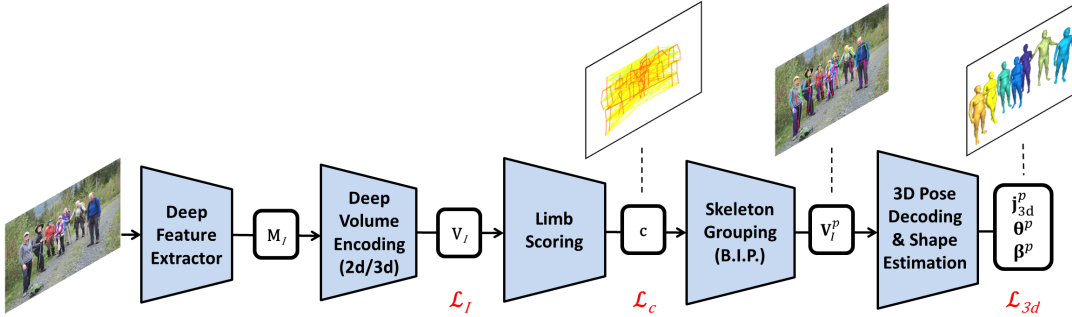 Deep
Feature
Extractor
M_I
Deep
Volume
Encoding
(2d/3d)
V_I
ℒ_I
Limb
Scoring
c
ℒ_c
Skeleton
Grouping
(B.I.P.)
V_I^p
3D Pose
Decoding
& Shape
Estimation
j_3d^p
θ^p
β^p
ℒ_3d